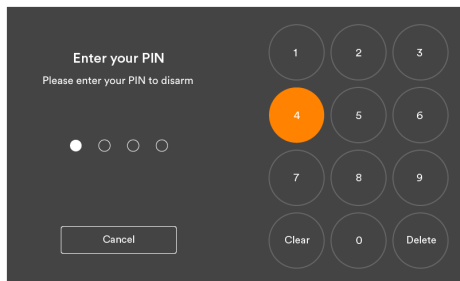 Enter your PIN
Please enter your PIN to disarm
Cancel
1 2 3
4 5 6
7 8 9
Clear 0 Delete